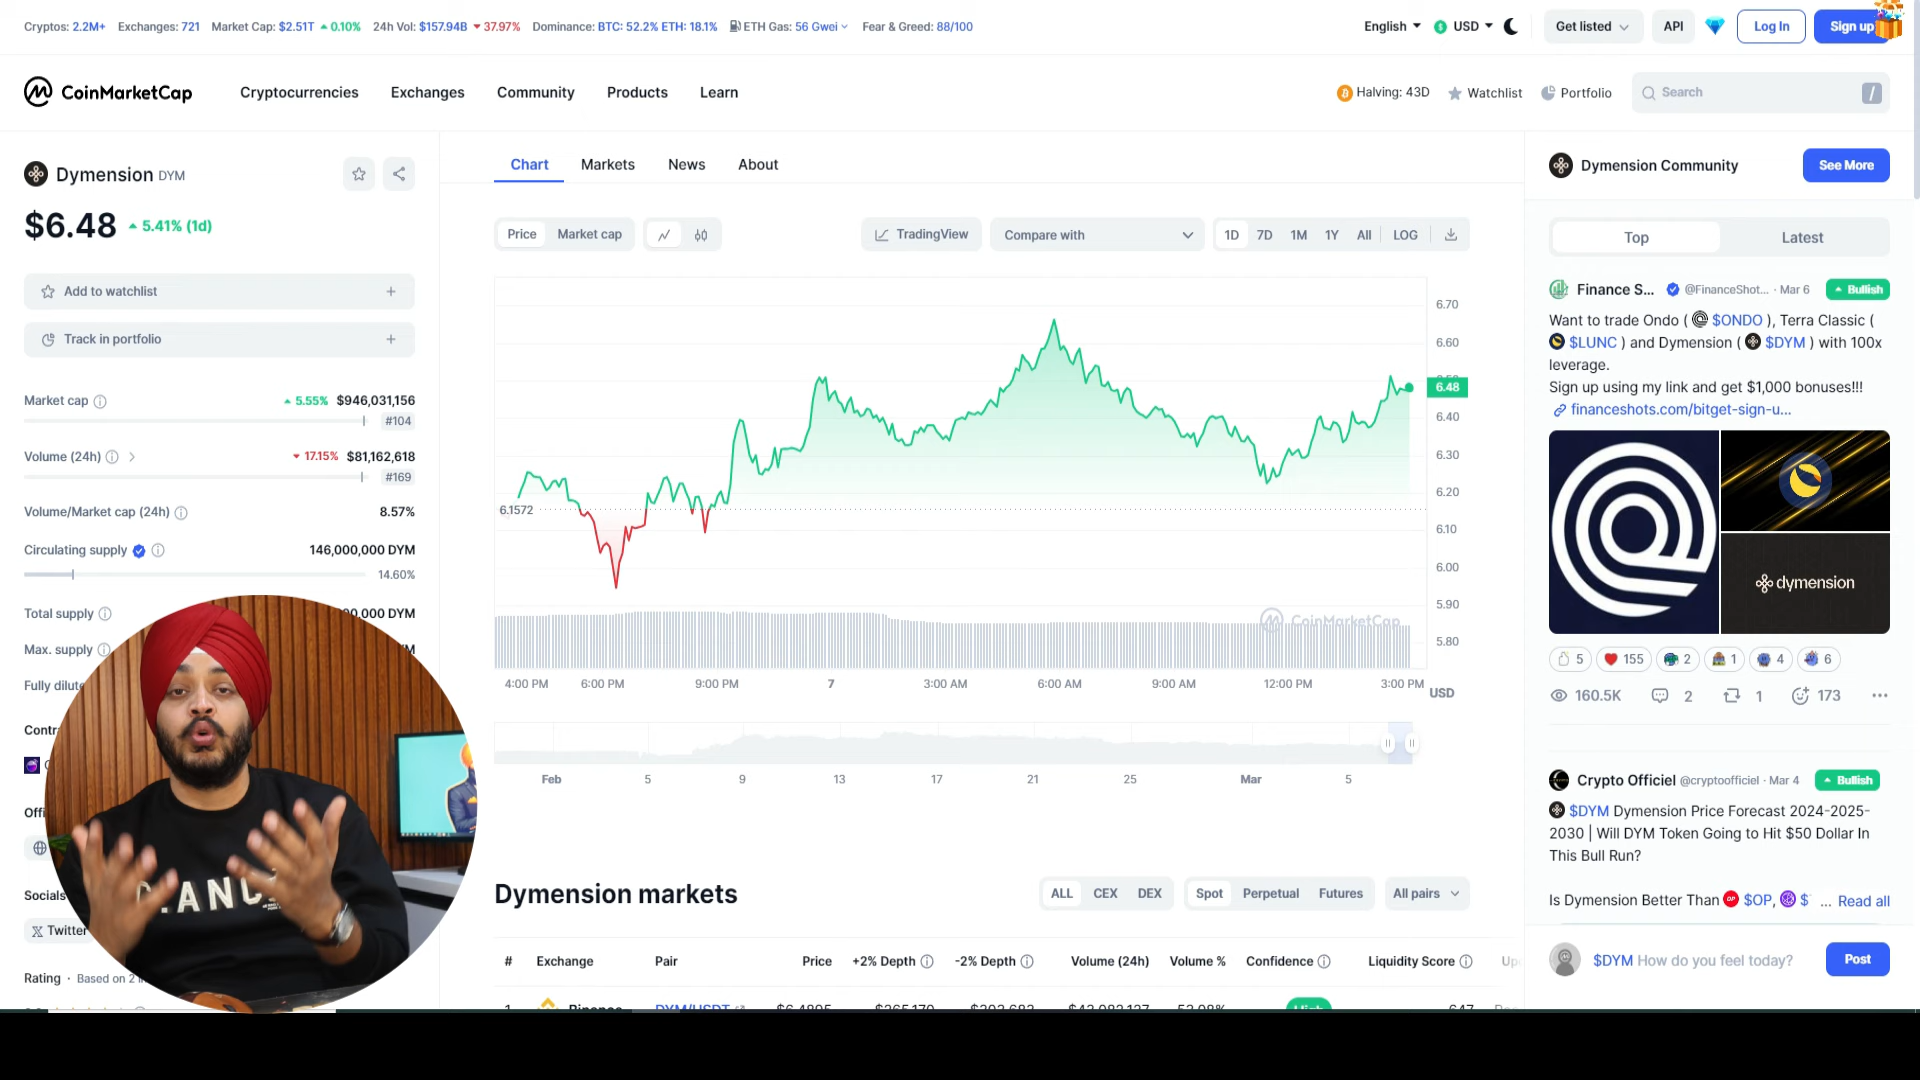 Cryptos: 2.2M+ Exchanges: 721 Market Cap: $2.51T 0.10% 24h Vol: $157.94B 37.97% Dominance: BTC: 52.2% ETH: 18.1% ETH Gas: 56 Gwei Fear & Greed: 88/100
English USD Get listed API Log In Sign up
CoinMarketCap Cryptocurrencies Exchanges Community Products Learn
Halving: 43D Watchlist Portfolio Search /
Dymension DYM
$6.48 5.41% (1d)
Add to watchlist +
Track in portfolio +
Market cap 5.55% $946,031,156
#104
Volume (24h) 17.15% $81,162,618
#169
Volume/Market cap (24h) 8.57%
Circulating supply 146,000,000 DYM
14.60%
Total supply DYM
Max. supply
Socials
Twitter
Rating · Based on 2
Chart Markets News About
Price Market cap TradingView Compare with 1D 7D 1M 1Y All LOG
6.70
6.60
6.48
6.40
6.30
6.20
6.10
6.00
5.90
5.80
6.1572
CoinMarketCap
4:00 PM 6:00 PM 9:00 PM 7 3:00 AM 6:00 AM 9:00 AM 12:00 PM 3:00 PM USD
Feb 5 9 13 17 21 25 Mar 5
Dymension markets
ALL CEX DEX Spot Perpetual Futures All pairs
# Exchange Pair Price +2% Depth -2% Depth Volume (24h) Volume % Confidence Liquidity Score
1 Binance DYM/USDT
Dymension Community See More
Top Latest
Finance S... @FinanceShot... · Mar 6 Bullish
Want to trade Ondo ( $ONDO ), Terra Classic (
$LUNC ) and Dymension ( $DYM ) with 100x
leverage.
Sign up using my link and get $1,000 bonuses!!!
financeshots.com/bitget-sign-u...
dymension
5 155 2 1 4 6
160.5K 2 1 173 ...
Crypto Officiel @cryptoofficiel · Mar 4 Bullish
$DYM Dymension Price Forecast 2024-2025-
2030 | Will DYM Token Going to Hit $50 Dollar In
This Bull Run?
Is Dymension Better Than $OP, $ ... Read all
$DYM How do you feel today? Post